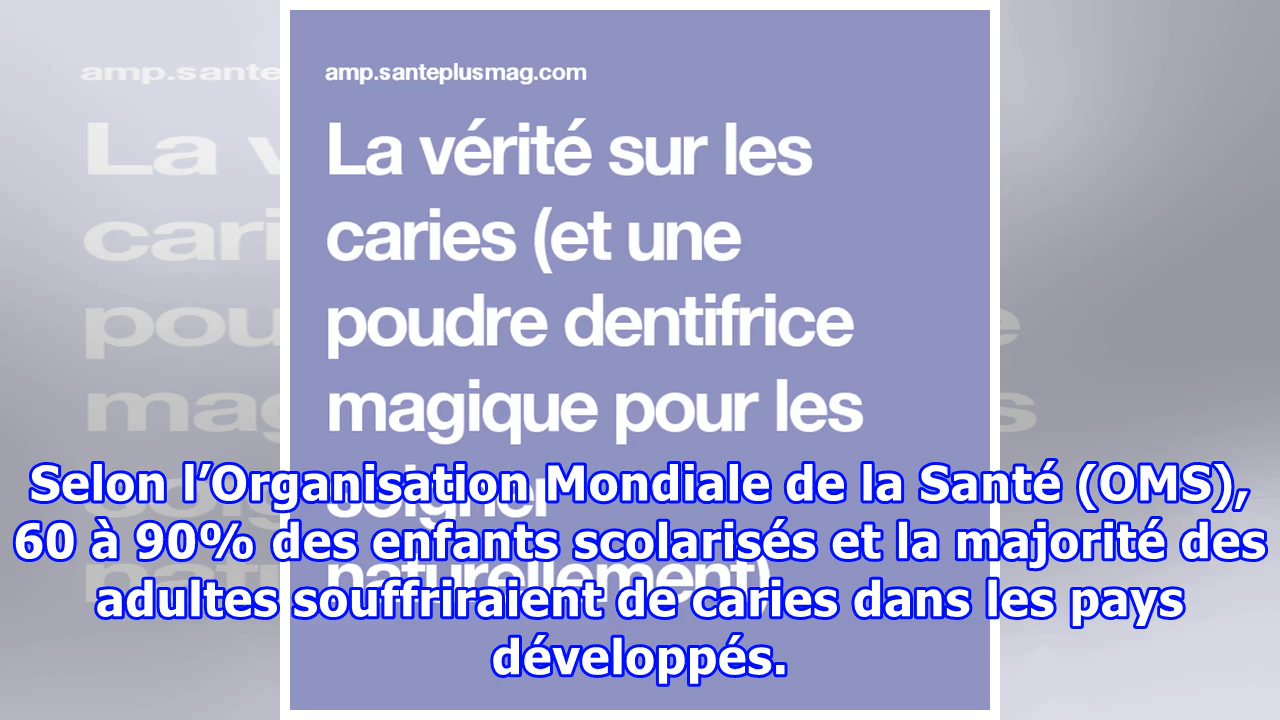 amp.santeplusmag.com
La vérité sur les
caries (et une
poudre dentifrice
magique pour les
soigner
naturellement)
Selon l’Organisation Mondiale de la Santé (OMS),
60 à 90% des enfants scolarisés et la majorité des
adultes souffriraient de caries dans les pays
développés.